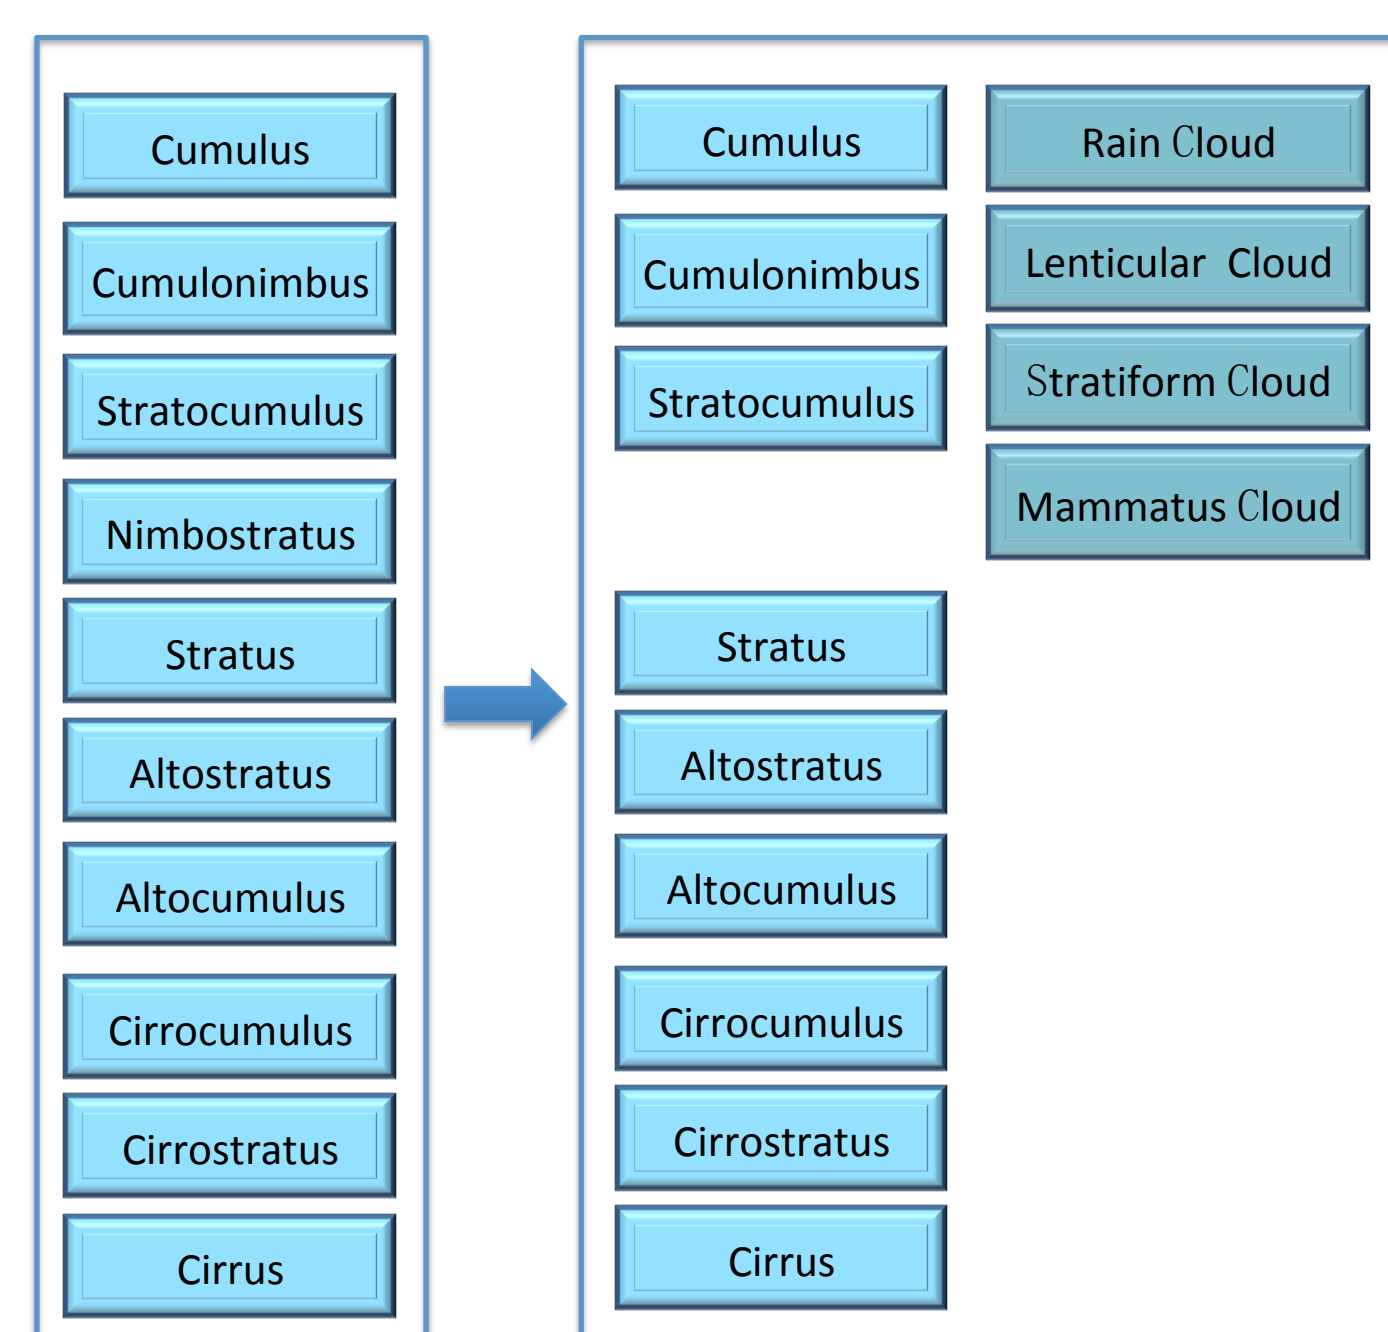 Cumulus
Cumulonimbus
Stratocumulus
Nimbostratus
Stratus
Altostratus
Altocumulus
Cirrocumulus
Cirrostratus
Cirrus
Cumulus
Cumulonimbus
Stratocumulus
Stratus
Altostratus
Altocumulus
Cirrocumulus
Cirrostratus
Cirrus
Rain Cloud
Lenticular Cloud
Stratiform Cloud
Mammatus Cloud